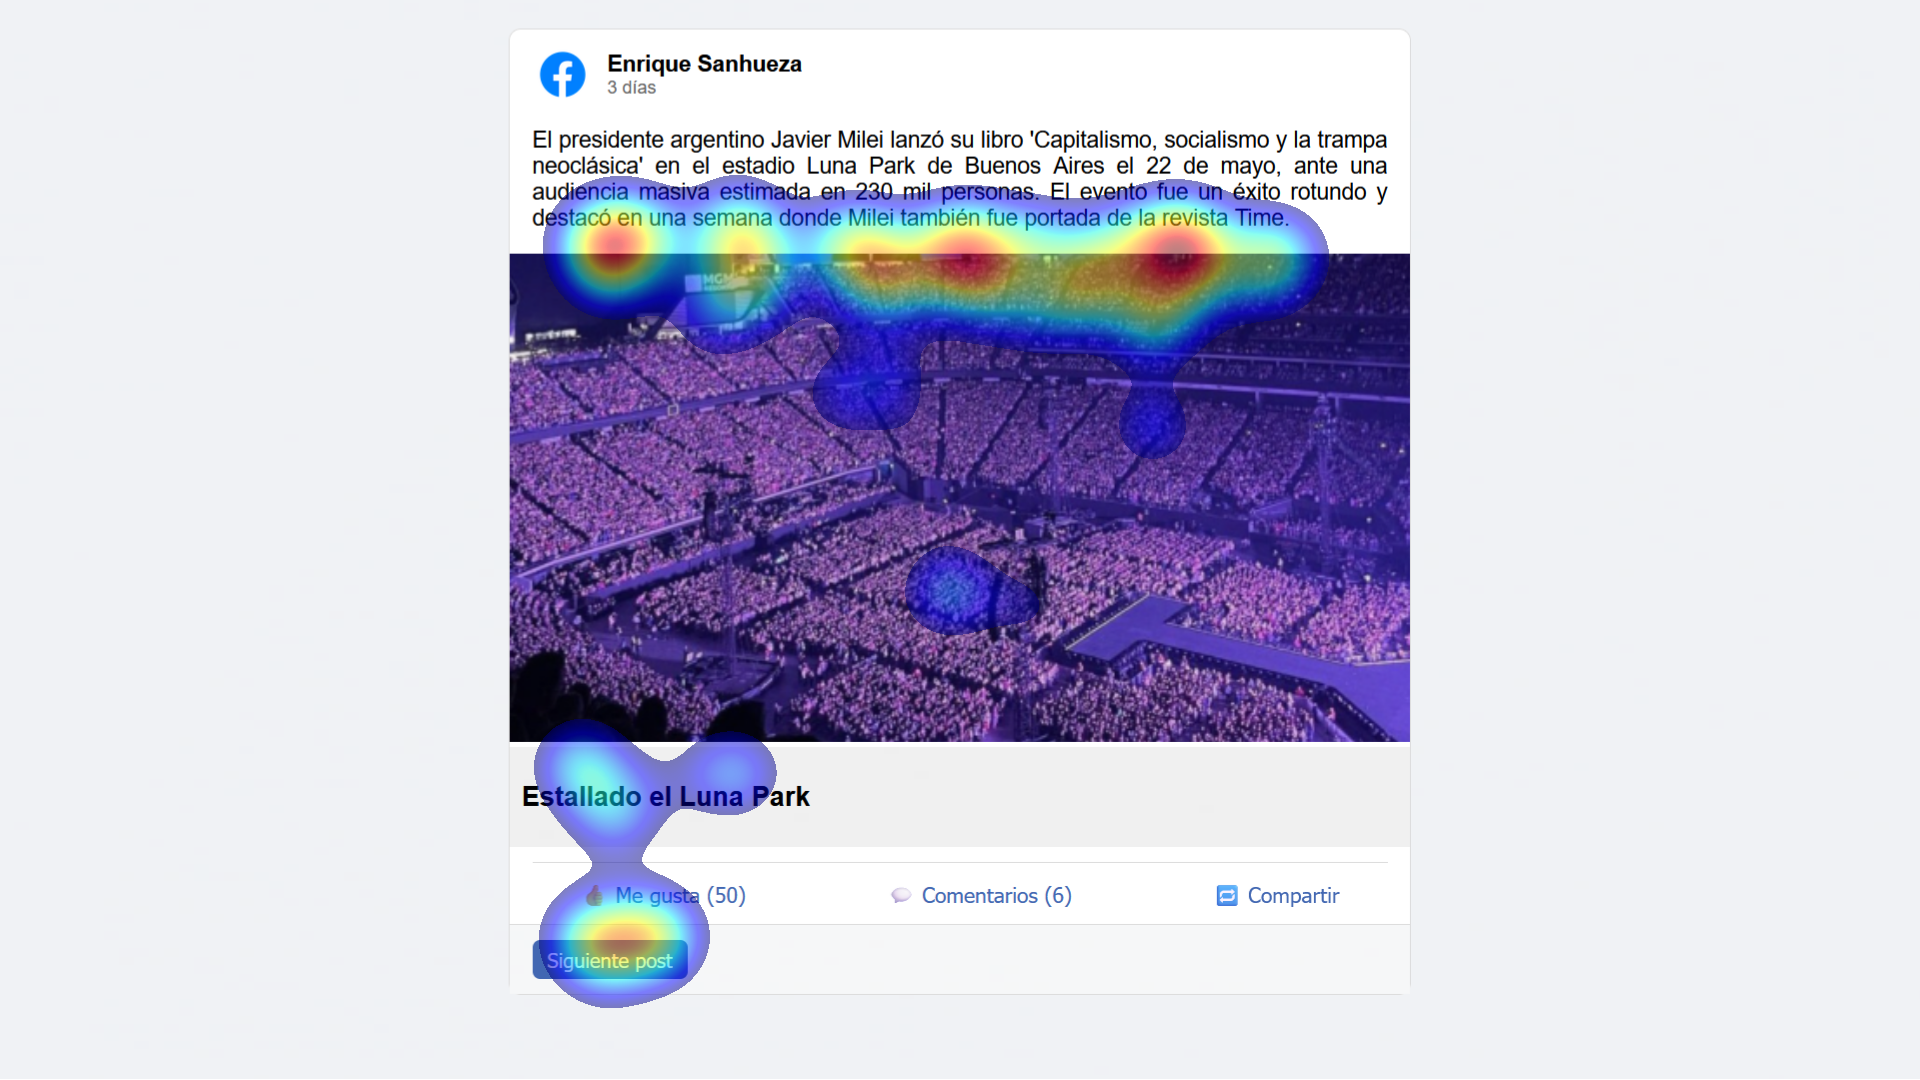 Enrique Sanhueza
3 días
El presidente argentino Javier Milei lanzó su libro 'Capitalismo, socialismo y la trampa
neoclásica' en el estadio Luna Park de Buenos Aires el 22 de mayo, ante una
audiencia masiva estimada en 230 mil personas. El evento fue un éxito rotundo y
destacó en una semana donde Milei también fue portada de la revista Time.
MGM
Estallado el Luna Park
Me gusta (50)
Comentarios (6)
Compartir
Siguiente post